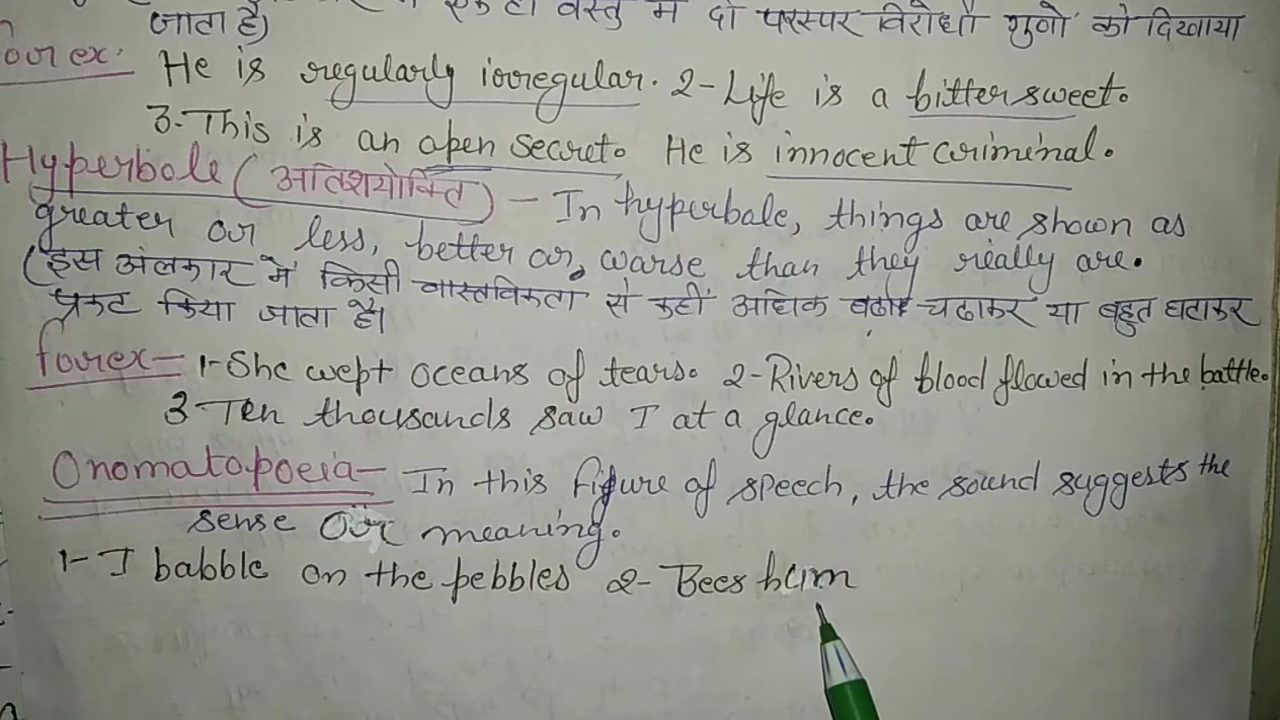 में एक ही वस्तु में दो परस्पर विरोधी गुणों को दिखाया
जाता है)
For ex. He is regularly irregular. 2-Life is a bittersweet.
3-This is an open secret. He is innocent criminal.
Hyperbole (अतिशयोक्ति) - In hyperbale, things are shown as
greater or less, better or, warse than they really are.
(इस अलंकार में किसी वास्तविकता से कहीं अधिक बढ़ा चढाकर या बहुत घटाकर
प्रकट किया जाता है।
for ex- 1-She wept oceans of tears. 2-Rivers of blood flowed in the battle.
3-Ten thousands saw I at a glance.
Onomatopoeia- In this figure of speech, the sound suggests the
sense or meaning.
1-I babble on the pebbles 2- Bees hum